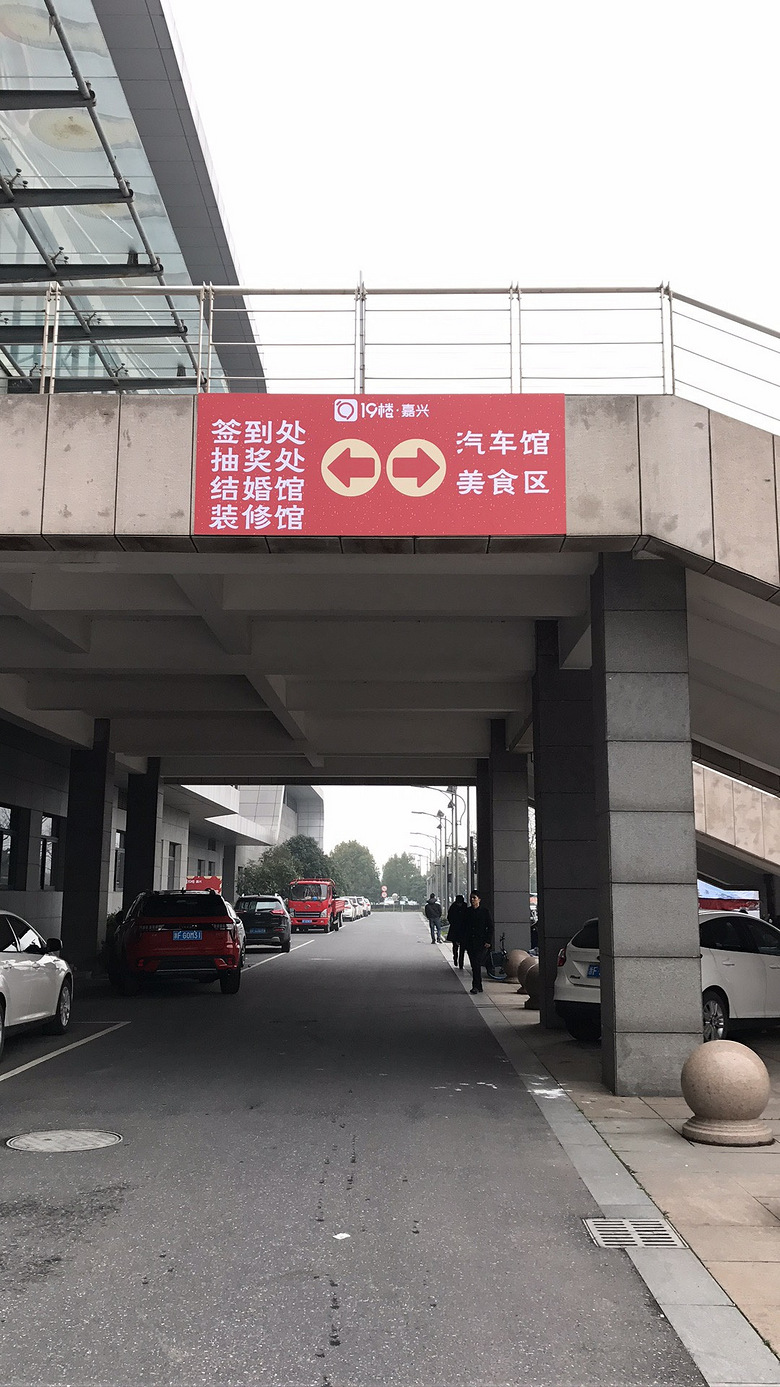 19楼·嘉兴
签到处
抽奖处
结婚馆
装修馆
汽车馆
美食区